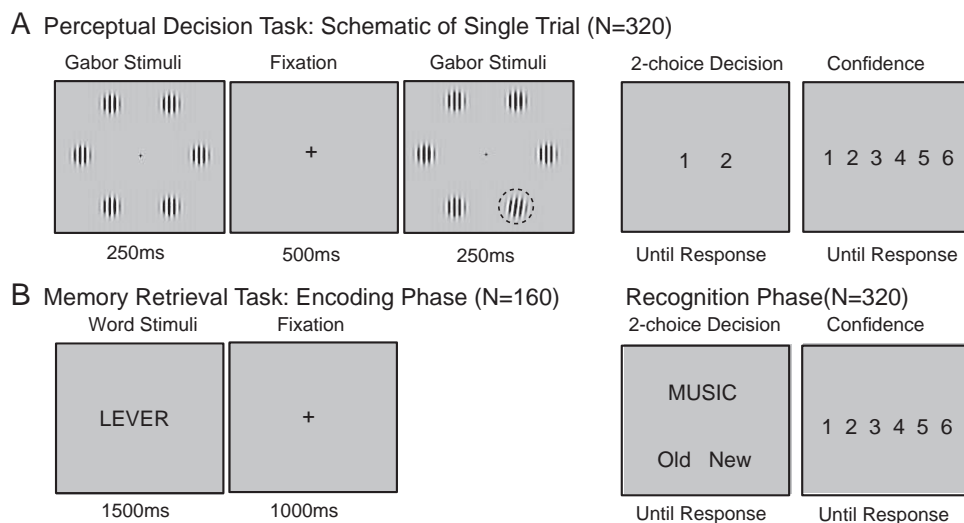 A Perceptual Decision Task: Schematic of Single Trial (N=320)
Gabor Stimuli Fixation Gabor Stimuli 2-choice Decision Confidence
+ 1 2 1 2 3 4 5 6
250ms 500ms 250ms Until Response Until Response
B Memory Retrieval Task: Encoding Phase (N=160) Recognition Phase(N=320)
Word Stimuli Fixation 2-choice Decision Confidence
MUSIC
LEVER + 1 2 3 4 5 6
Old New
1500ms 1000ms Until Response Until Response